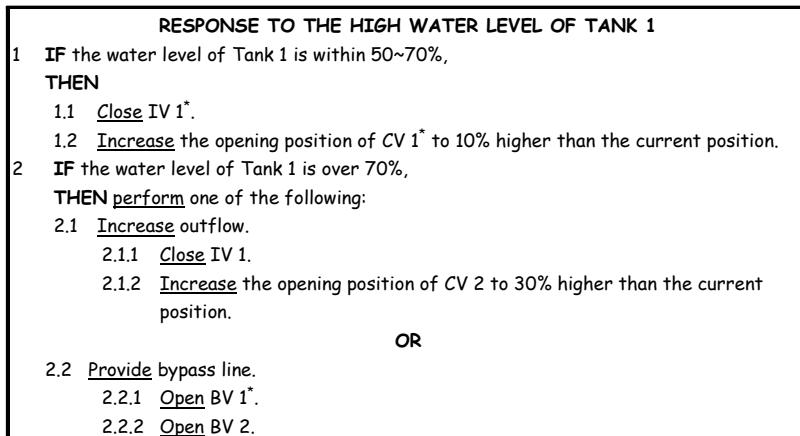 RESPONSE TO THE HIGH WATER LEVEL OF TANK 1
1 IF the water level of Tank 1 is within 50~70%,
THEN
1.1 Close IV 1*.
1.2 Increase the opening position of CV 1* to 10% higher than the current position.
2 IF the water level of Tank 1 is over 70%,
THEN perform one of the following:
2.1 Increase outflow.
2.1.1 Close IV 1.
2.1.2 Increase the opening position of CV 2 to 30% higher than the current
position.
OR
2.2 Provide bypass line.
2.2.1 Open BV 1*.
2.2.2 Open BV 2.